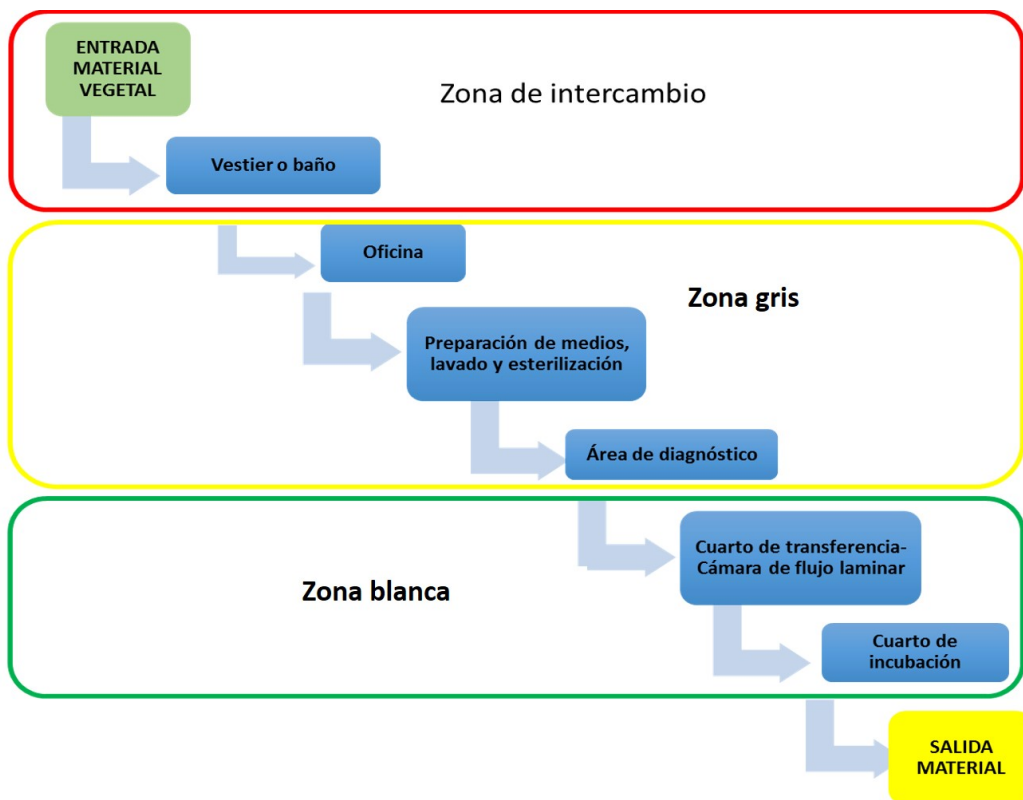 ENTRADA
MATERIAL
VEGETAL
Zona de intercambio
Vestier o baño
Oficina
Zona gris
Preparación de medios,
lavado y esterilización
Área de diagnóstico
Cuarto de transferencia-
Cámara de flujo laminar
Zona blanca
Cuarto de
incubación
SALIDA
MATERIAL